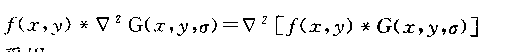 f(x,y) * ∇² G(x,y,σ) = ∇² [f(x,y) * G(x,y,σ)]